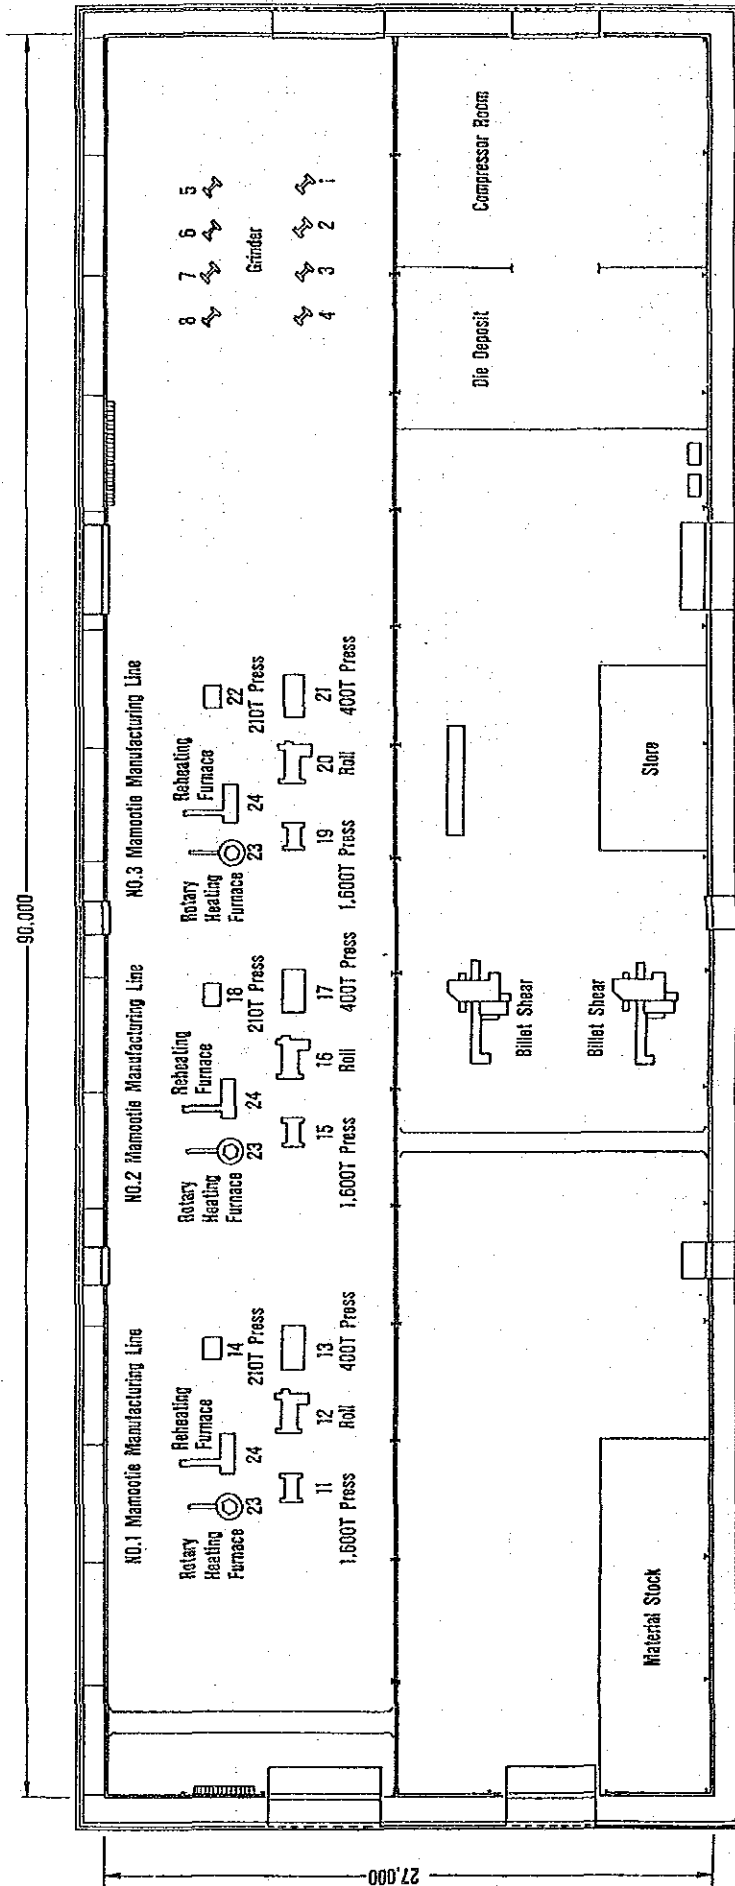 90,000
27,000
NO.1 Mamootie Manufacturing Line
Rotary
Heating
Furnace
23
Reheating
Furnace
24
14
210T Press
11
1,600T Press
12
Roll
13
400T Press
NO.2 Mamootie Manufacturing Line
Rotary
Heating
Furnace
23
Reheating
Furnace
24
18
210T Press
15
1,600T Press
16
Roll
17
400T Press
NO.3 Mamootie Manufacturing Line
Rotary
Heating
Furnace
23
Reheating
Furnace
24
22
210T Press
19
1,600T Press
20
Roll
21
400T Press
8
7
6
5
Grinder
4
3
2
1
Material Stock
Billet Shear
Billet Shear
Store
Die Deposit
Compressor Room